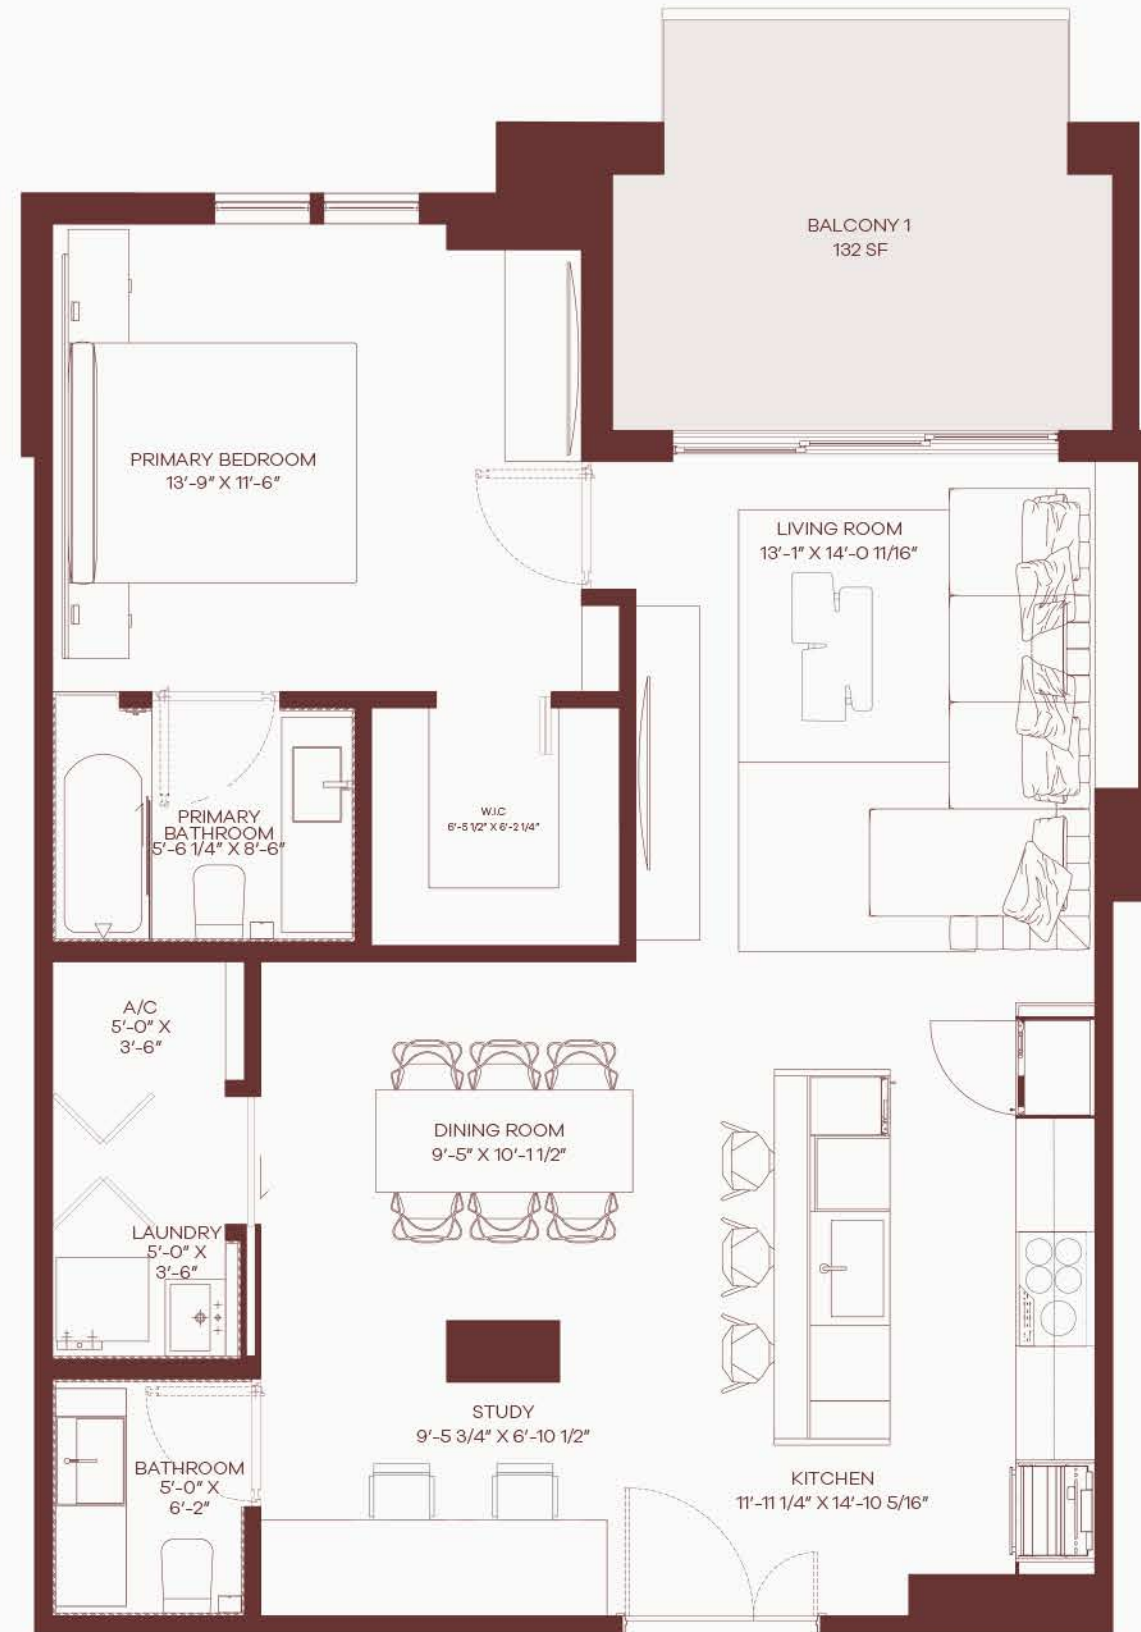 BALCONY 1
132 SF
PRIMARY BEDROOM
13'-9" X 11'-6"
LIVING ROOM
13'-1" X 14'-0 11/16"
W.I.C
6'-5 1/2" X 6'-2 1/4"
PRIMARY
BATHROOM
5'-6 1/4" X 8'-6"
A/C
5'-0" X
3'-6"
DINING ROOM
9'-5" X 10'-1 1/2"
LAUNDRY
5'-0" X
3'-6"
STUDY
9'-5 3/4" X 6'-10 1/2"
BATHROOM
5'-0" X
6'-2"
KITCHEN
11'-11 1/4" X 14'-10 5/16"